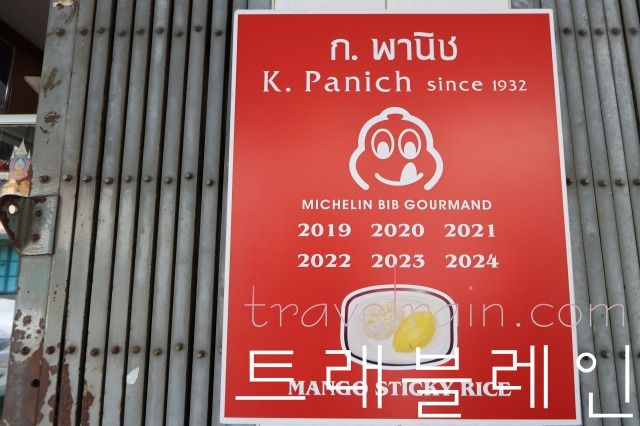 ก. พานิช
K. Panich since 1932
MICHELIN BIB GOURMAND
2019 2020 2021
2022 2023 2024
travelrain.com
트래블레인
MANGO STICKY RICE